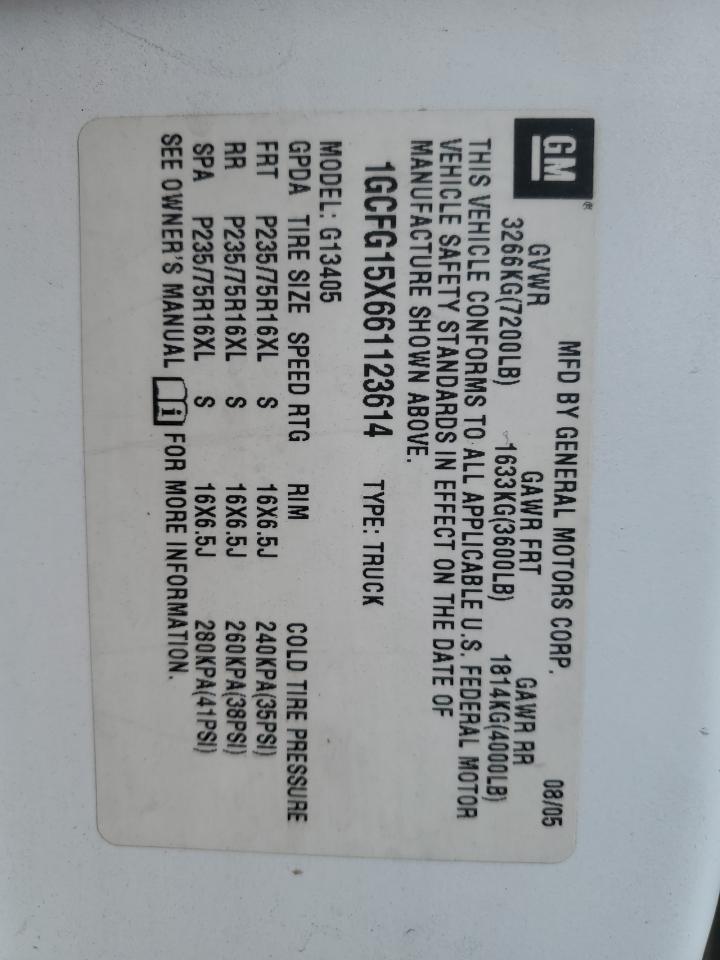 GM ®
MFD BY GENERAL MOTORS CORP. 08/05
GVWR GAWR FRT GAWR RR
3266KG(7200LB) 1633KG(3600LB) 1814KG(4000LB)
THIS VEHICLE CONFORMS TO ALL APPLICABLE U.S. FEDERAL MOTOR
VEHICLE SAFETY STANDARDS IN EFFECT ON THE DATE OF
MANUFACTURE SHOWN ABOVE.
1GCFG15X661123614 TYPE: TRUCK
MODEL: G13405
GPDA TIRE SIZE SPEED RTG RIM COLD TIRE PRESSURE
FRT P235/75R16XL S 16X6.5J 240KPA(35PSI)
RR P235/75R16XL S 16X6.5J 260KPA(38PSI)
SPA P235/75R16XL S 16X6.5J 280KPA(41PSI)
SEE OWNER'S MANUAL i FOR MORE INFORMATION.